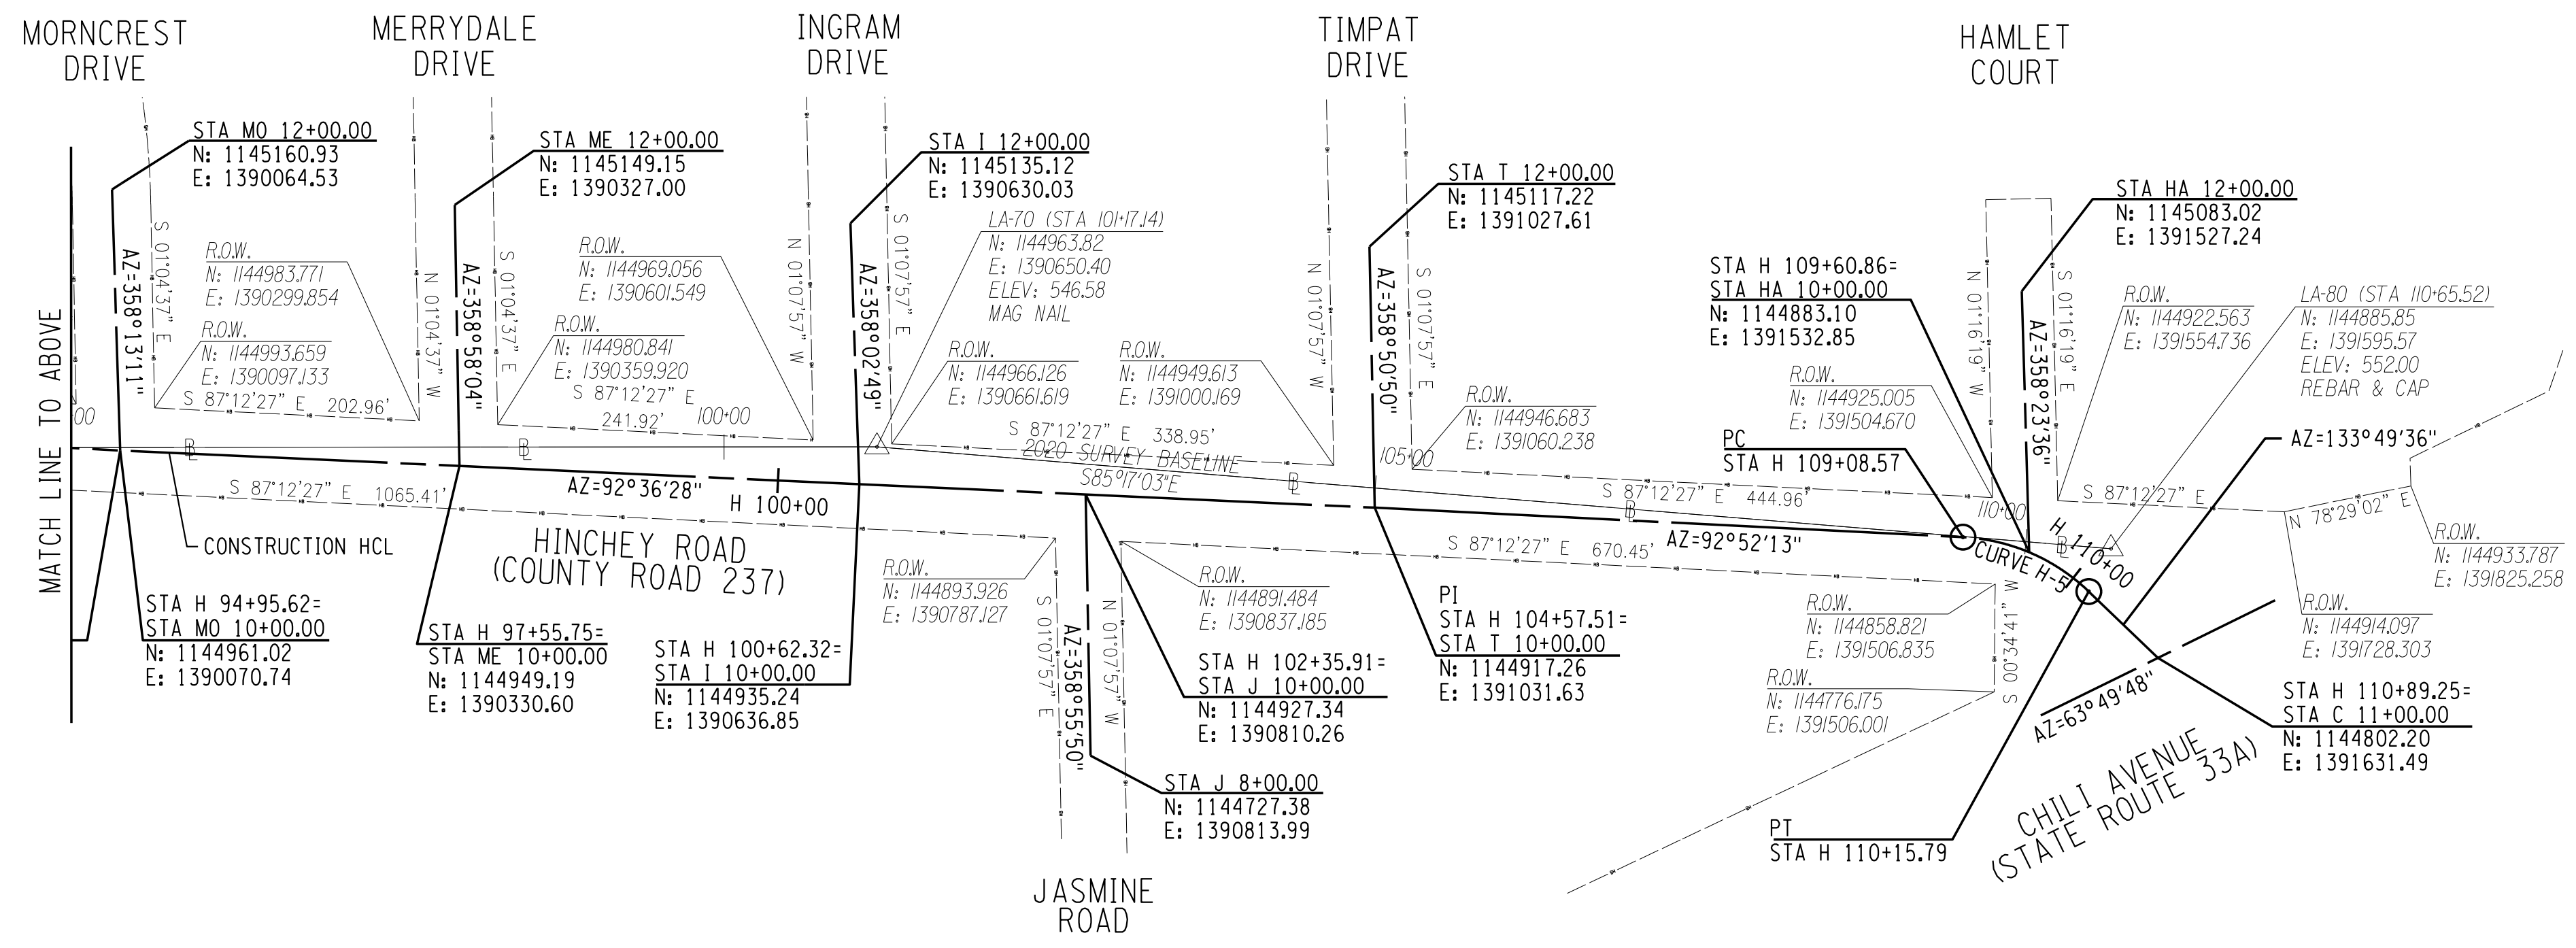 MORNCREST
DRIVE
MERRYDALE
DRIVE
INGRAM
DRIVE
TIMPAT
DRIVE
HAMLET
COURT
STA MO 12+00.00
N: 1145160.93
E: 1390064.53
STA ME 12+00.00
N: 1145149.15
E: 1390327.00
STA I 12+00.00
N: 1145135.12
E: 1390630.03
STA T 12+00.00
N: 1145117.22
E: 1391027.61
STA HA 12+00.00
N: 1145083.02
E: 1391527.24
LA-70 (STA 101+17.14)
N: 1144963.82
E: 1390650.40
ELEV: 546.58
MAG NAIL
LA-80 (STA 110+65.52)
N: 1144885.85
E: 1391595.57
ELEV: 552.00
REBAR & CAP
STA H 109+60.86=
STA HA 10+00.00
N: 1144883.10
E: 1391532.85
R.O.W.
N: 1144983.771
E: 1390299.854
R.O.W.
N: 1144993.659
E: 1390097.133
R.O.W.
N: 1144969.056
E: 1390601.549
R.O.W.
N: 1144980.841
E: 1390359.920
R.O.W.
N: 1144966.126
E: 1390661.619
R.O.W.
N: 1144949.613
E: 1391000.169
R.O.W.
N: 1144946.683
E: 1391060.238
R.O.W.
N: 1144925.005
E: 1391504.670
R.O.W.
N: 1144922.563
E: 1391554.736
AZ=358°13'11"
S 01°04'37" E
N 01°04'37" W
AZ=358°58'04"
S 01°04'37" E
N 01°07'57" W
AZ=358°02'49"
S 01°07'57" E
N 01°07'57" W
AZ=358°50'50"
S 01°07'57" E
N 01°16'19" W
AZ=358°23'36"
S 01°16'19" E
MATCH LINE TO ABOVE
00
S 87°12'27" E 202.96'
S 87°12'27" E
241.92'
100+00
S 87°12'27" E 338.95'
2020 SURVEY BASELINE
S85°17'03"E
105+00
S 87°12'27" E 444.96'
110+00
S 87°12'27" E
N 78°29'02" E
PC
STA H 109+08.57
AZ=133°49'36"
S 87°12'27" E 1065.41'
AZ=92°36'28"
H 100+00
S 87°12'27" E 670.45'
AZ=92°52'13"
CURVE H-5
H 110+00
CONSTRUCTION HCL
HINCHEY ROAD
(COUNTY ROAD 237)
R.O.W.
N: 1144893.926
E: 1390787.127
R.O.W.
N: 1144891.484
E: 1390837.185
R.O.W.
N: 1144858.821
E: 1391506.835
R.O.W.
N: 1144776.175
E: 1391506.001
S 00°34'41" W
R.O.W.
N: 1144933.787
E: 1391825.258
R.O.W.
N: 1144914.097
E: 1391728.303
STA H 94+95.62=
STA MO 10+00.00
N: 1144961.02
E: 1390070.74
STA H 97+55.75=
STA ME 10+00.00
N: 1144949.19
E: 1390330.60
STA H 100+62.32=
STA I 10+00.00
N: 1144935.24
E: 1390636.85
S 01°07'57" E
AZ=358°55'50"
N 01°07'57" W
STA H 102+35.91=
STA J 10+00.00
N: 1144927.34
E: 1390810.26
PI
STA H 104+57.51=
STA T 10+00.00
N: 1144917.26
E: 1391031.63
STA J 8+00.00
N: 1144727.38
E: 1390813.99
AZ=63°49'48"
STA H 110+89.25=
STA C 11+00.00
N: 1144802.20
E: 1391631.49
CHILI AVENUE
(STATE ROUTE 33A)
PT
STA H 110+15.79
JASMINE
ROAD